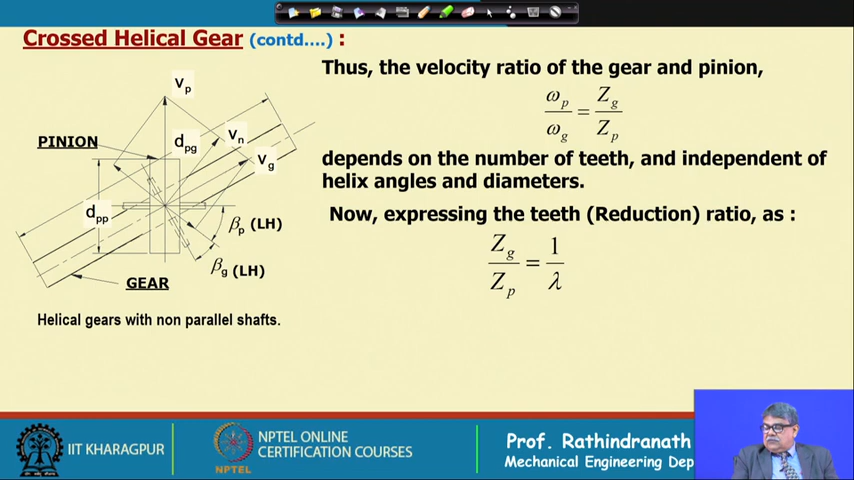 Crossed Helical Gear (contd....) :
Thus, the velocity ratio of the gear and pinion,
ω_p / ω_g = Z_g / Z_p
depends on the number of teeth, and independent of
helix angles and diameters.
Now, expressing the teeth (Reduction) ratio, as :
Z_g / Z_p = 1 / λ
v_p
PINION
d_pg
v_n
v_g
d_pp
β_p (LH)
β_g (LH)
GEAR
Helical gears with non parallel shafts.
IIT KHARAGPUR
NPTEL
NPTEL ONLINE
CERTIFICATION COURSES
Prof. Rathindranath
Mechanical Engineering Dep